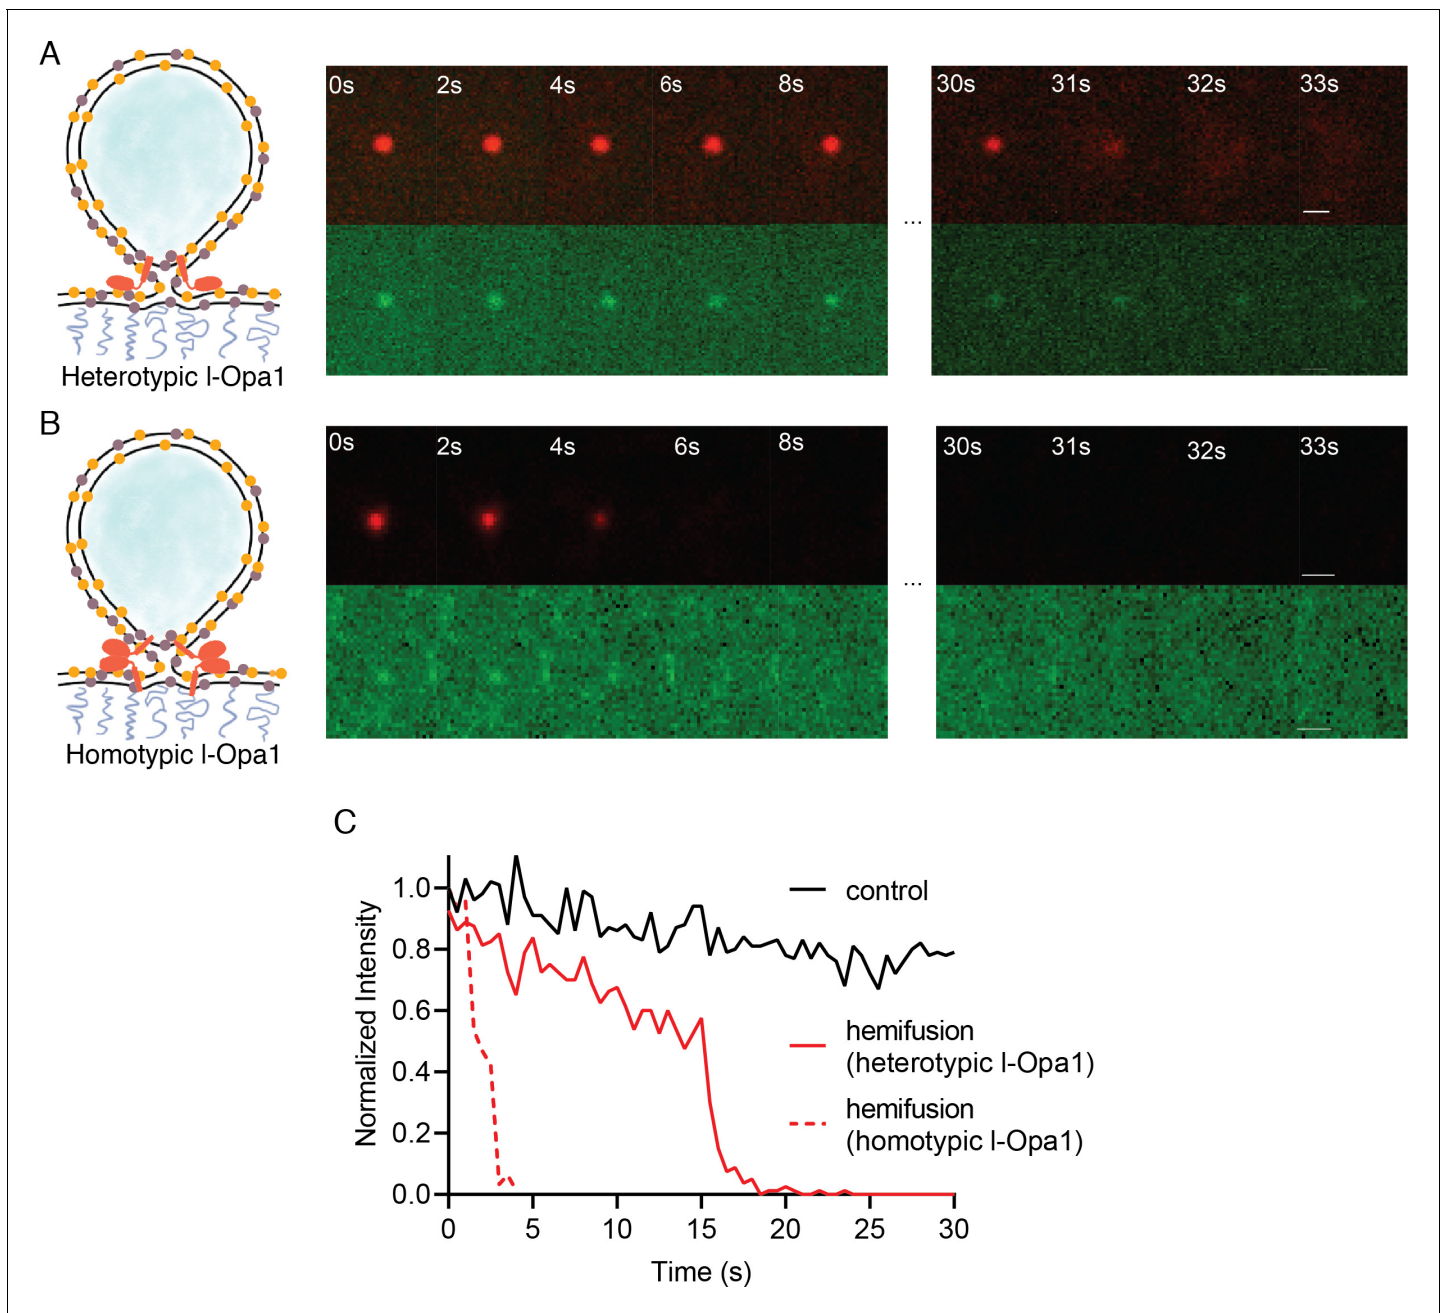 A
0s 2s 4s 6s 8s
30s 31s 32s 33s
...
Heterotypic l-Opa1
B
0s 2s 4s 6s 8s
30s 31s 32s 33s
...
Homotypic l-Opa1
C
Normalized Intensity
1.0
0.8
0.6
0.4
0.2
0.0
0 5 10 15 20 25 30
Time (s)
control
hemifusion
(heterotypic l-Opa1)
hemifusion
(homotypic l-Opa1)